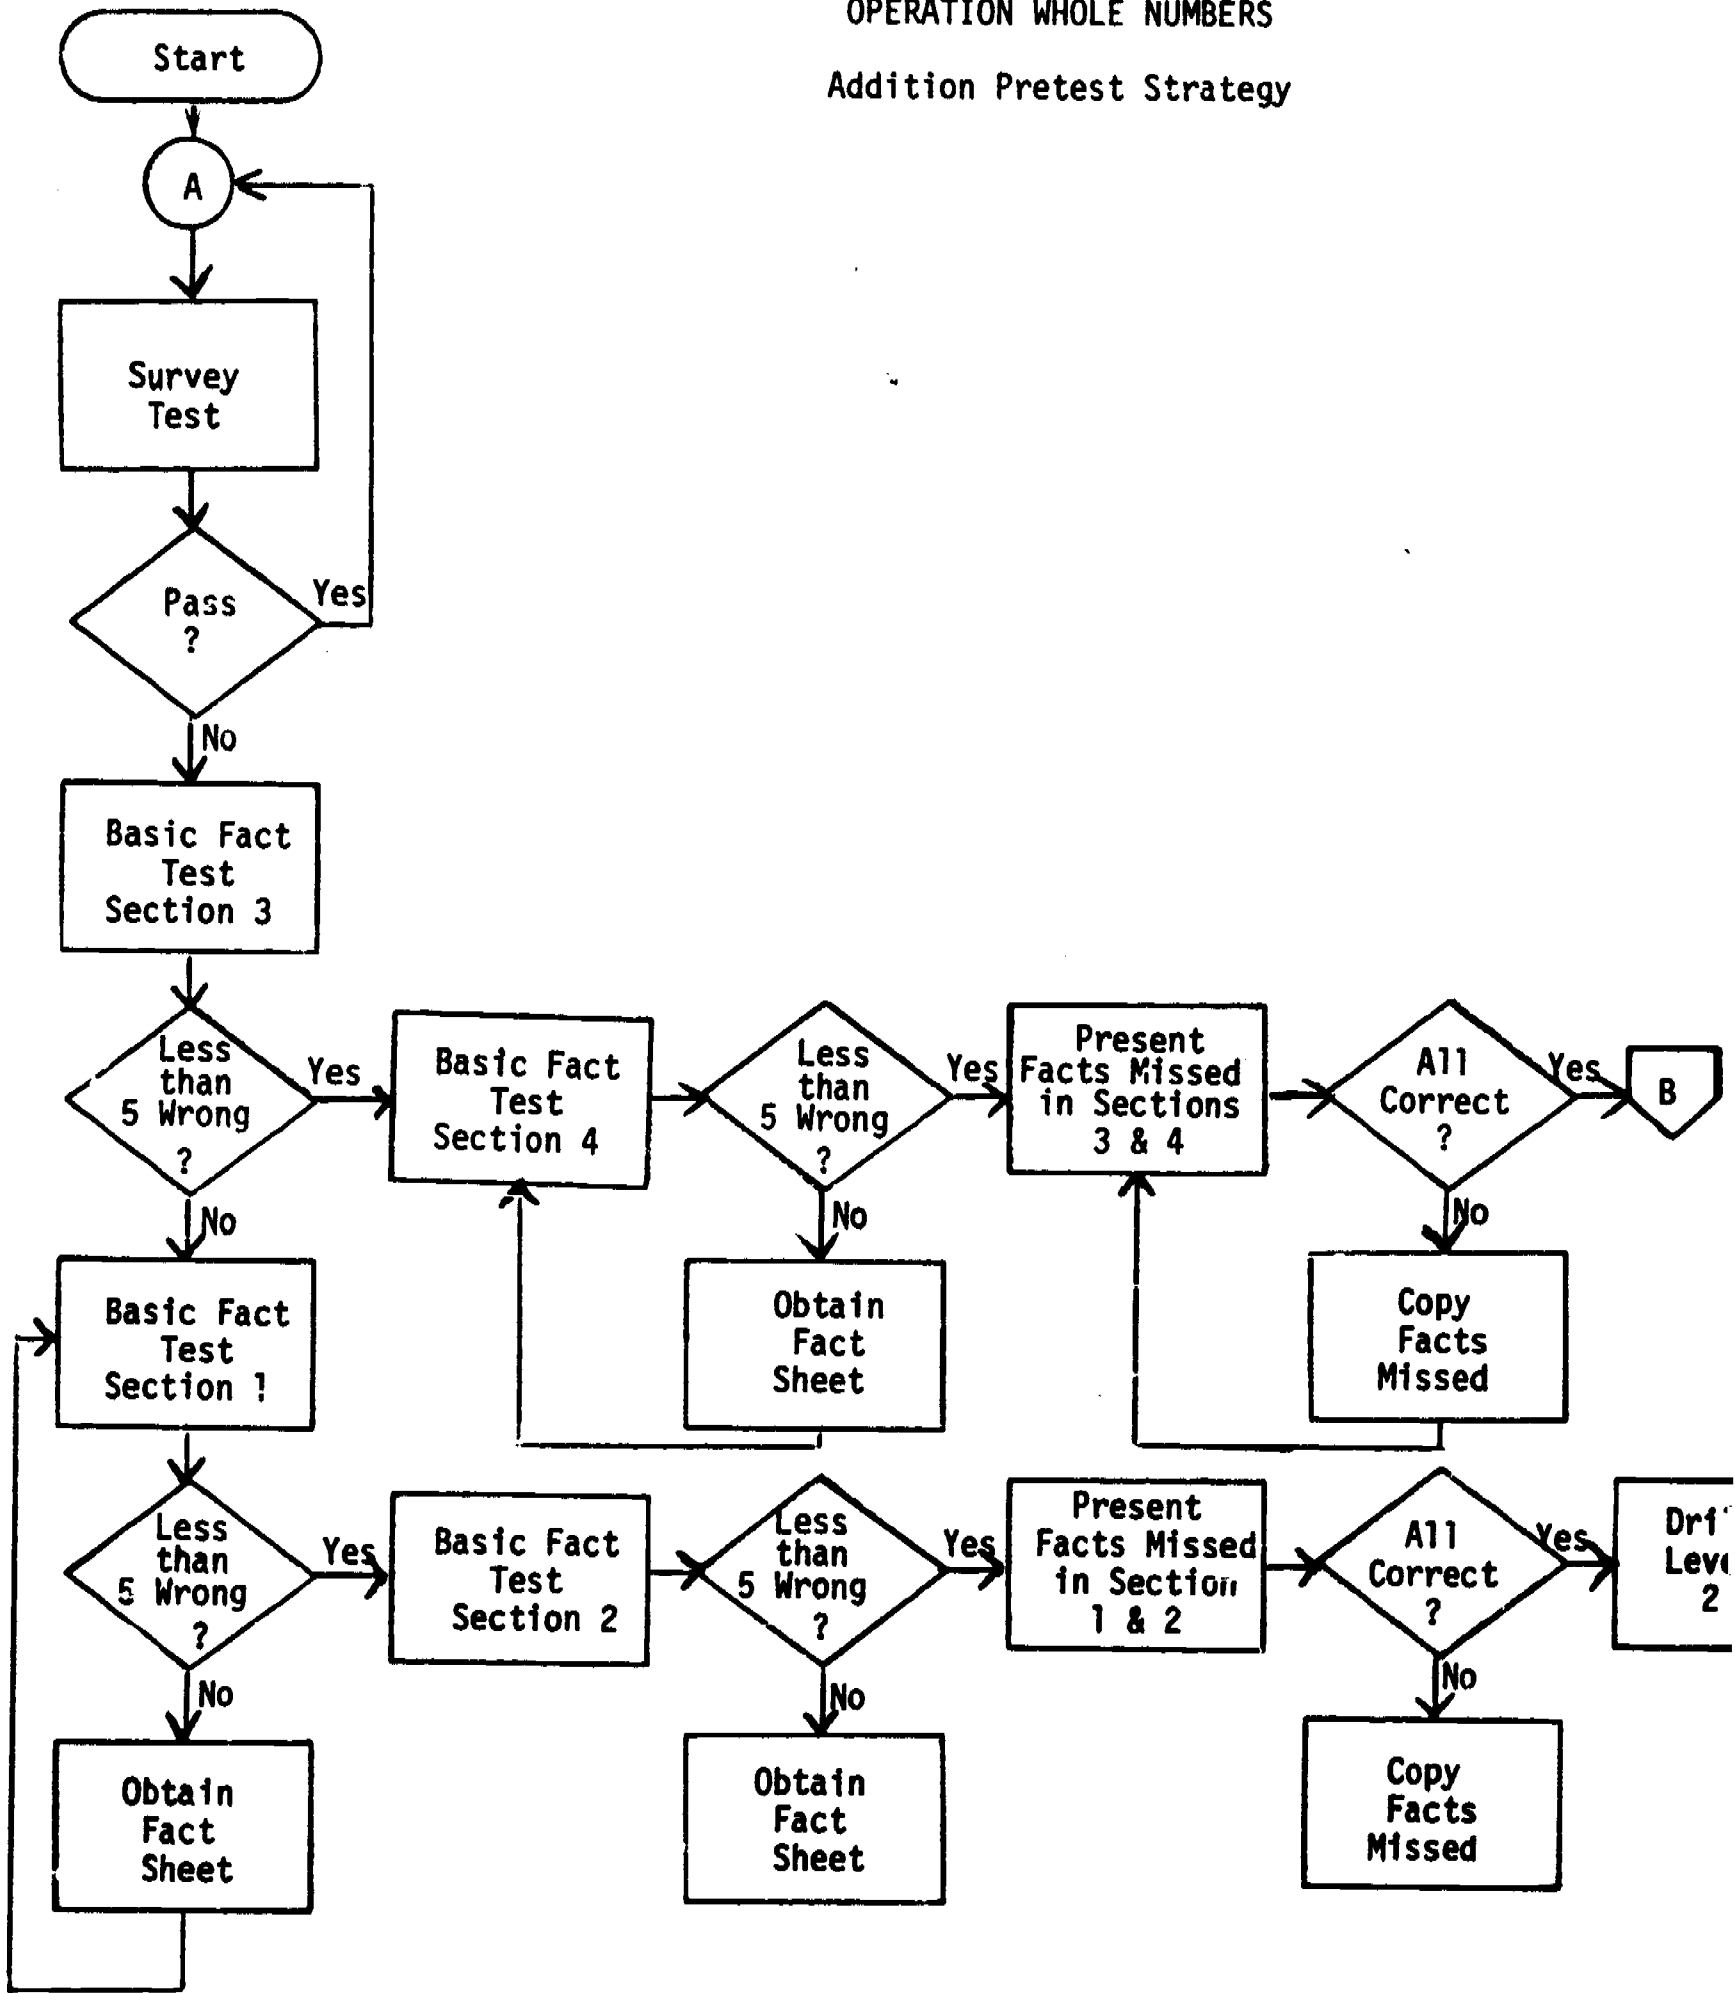 OPERATION WHOLE NUMBERS
Addition Pretest Strategy
Start
A
Survey
Test
Pass
?
Yes
No
Basic Fact
Test
Section 3
Less
than
5 Wrong
?
Yes
No
Basic Fact
Test
Section 4
Less
than
5 Wrong
?
Yes
No
Present
Facts Missed
in Sections
3 & 4
All
Correct
?
Yes
No
B
Obtain
Fact
Sheet
Copy
Facts
Missed
Basic Fact
Test
Section 1
Less
than
5 Wrong
?
Yes
No
Basic Fact
Test
Section 2
Less
than
5 Wrong
?
Yes
No
Present
Facts Missed
in Section
1 & 2
All
Correct
?
Yes
No
2
Obtain
Fact
Sheet
Obtain
Fact
Sheet
Copy
Facts
Missed